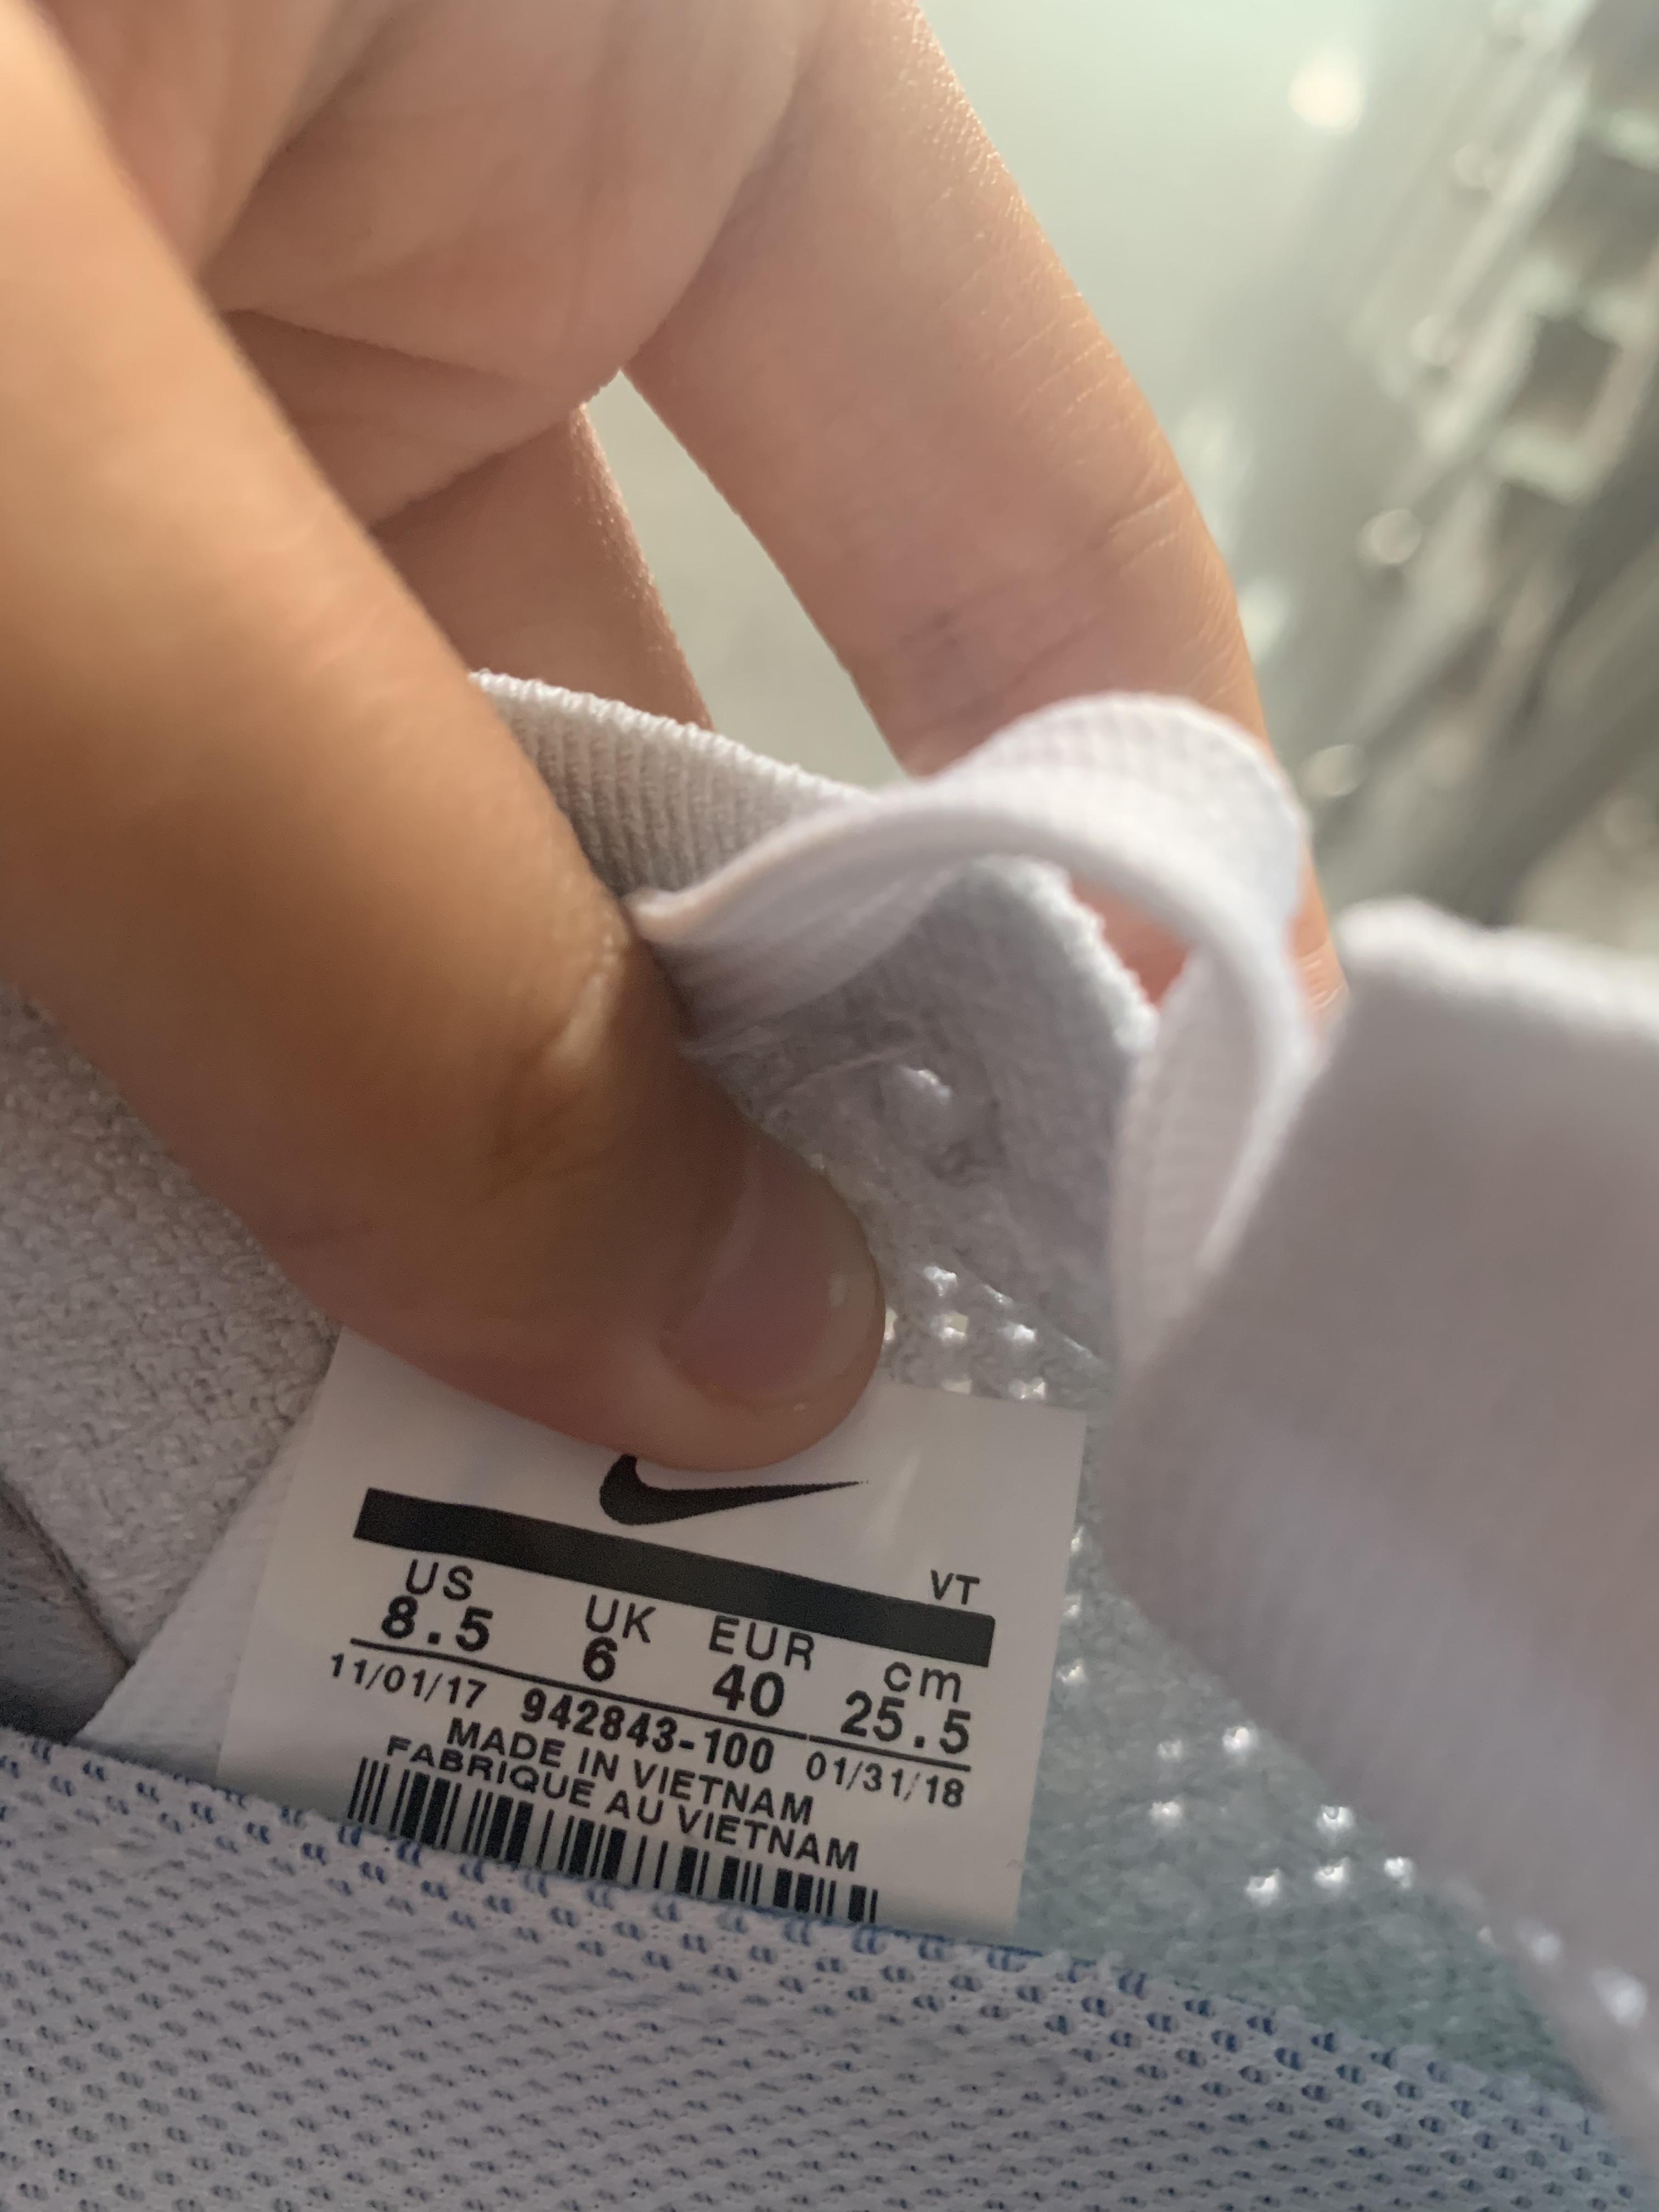 VT
US UK EUR cm
8.5 6 40 25.5
11/01/17 942843-100 01/31/18
MADE IN VIETNAM
FABRIQUE AU VIETNAM